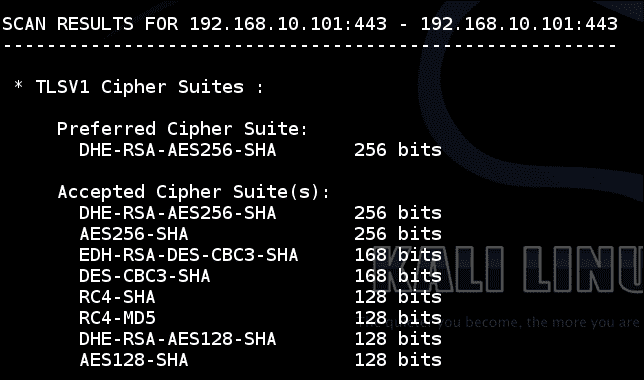 SCAN RESULTS FOR 192.168.10.101:443 - 192.168.10.101:443
----------------------------------------------------------
* TLSV1 Cipher Suites :
Preferred Cipher Suite:
DHE-RSA-AES256-SHA 256 bits
Accepted Cipher Suite(s):
DHE-RSA-AES256-SHA 256 bits
AES256-SHA 256 bits
EDH-RSA-DES-CBC3-SHA 168 bits
DES-CBC3-SHA 168 bits
RC4-SHA 128 bits
KALI LINU
RC4-MD5 128 bits
you become, the more you are
DHE-RSA-AES128-SHA 128 bits
AES128-SHA 128 bits